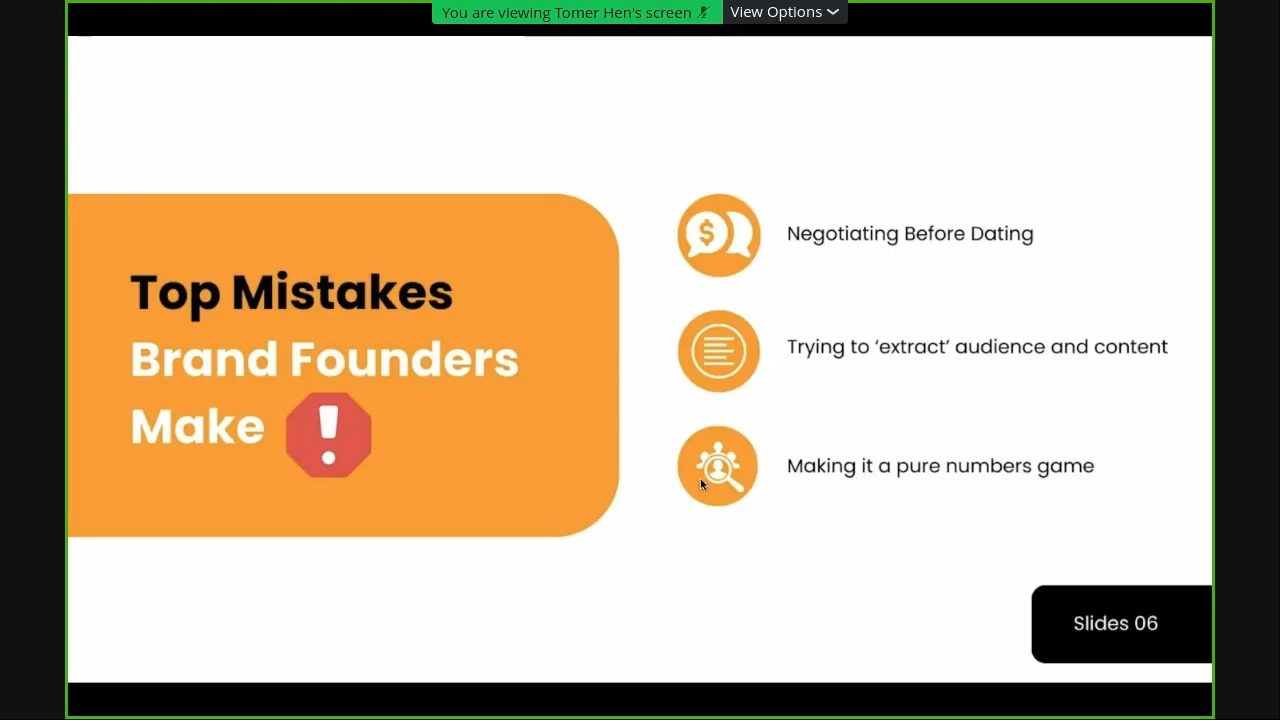 You are viewing Tomer Hen's screen
View Options
Top Mistakes
Brand Founders
Make
Negotiating Before Dating
Trying to ‘extract’ audience and content
Making it a pure numbers game
Slides 06